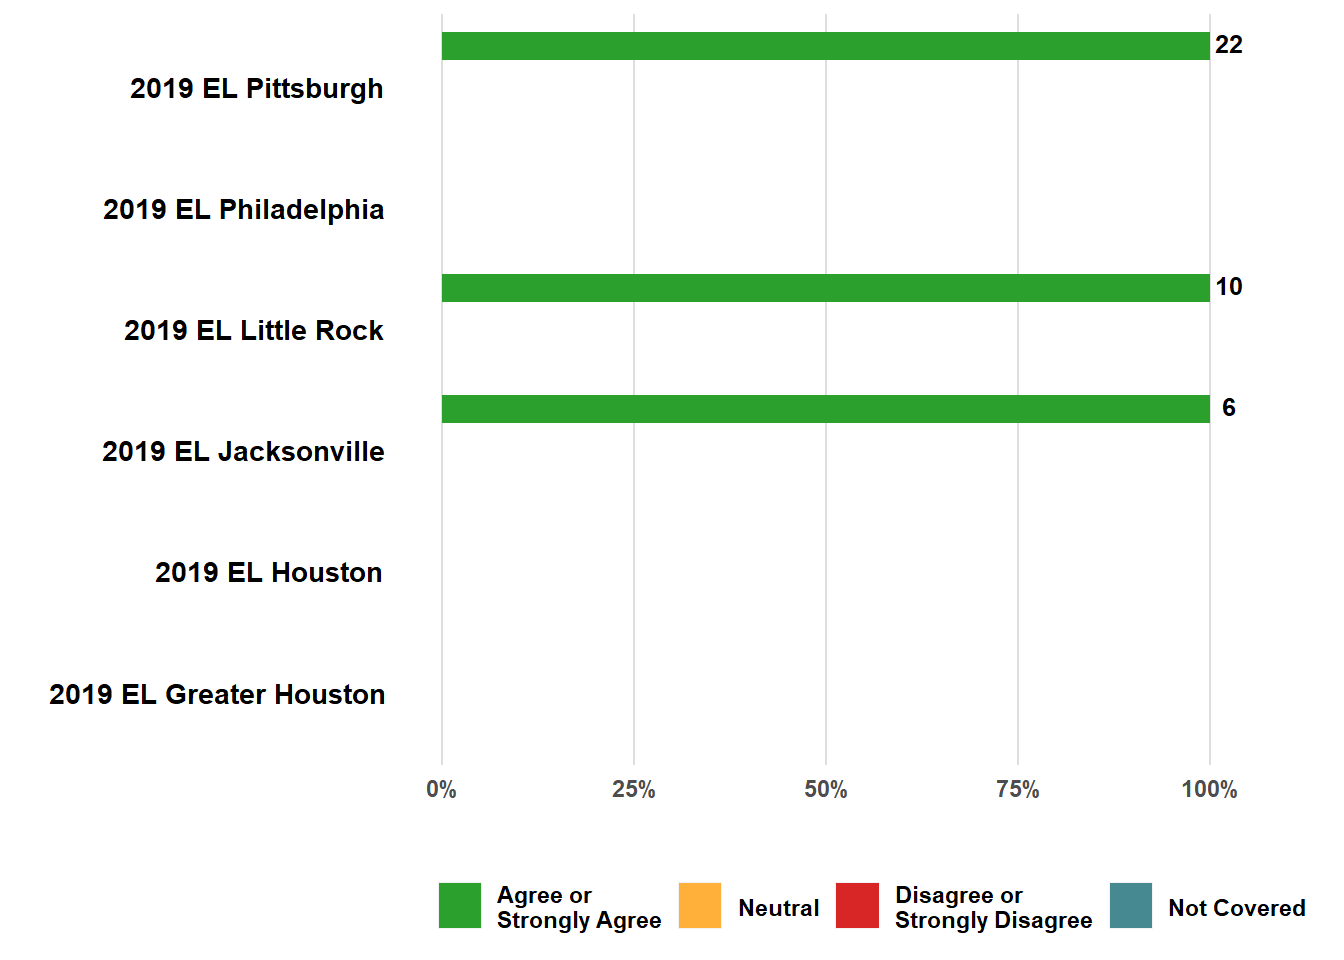 22
2019 EL Pittsburgh
2019 EL Philadelphia
10
2019 EL Little Rock
6
2019 EL Jacksonville
2019 EL Houston
2019 EL Greater Houston
0% 25% 50% 75% 100%
Agree or
Strongly Agree
Neutral
Disagree or
Strongly Disagree
Not Covered